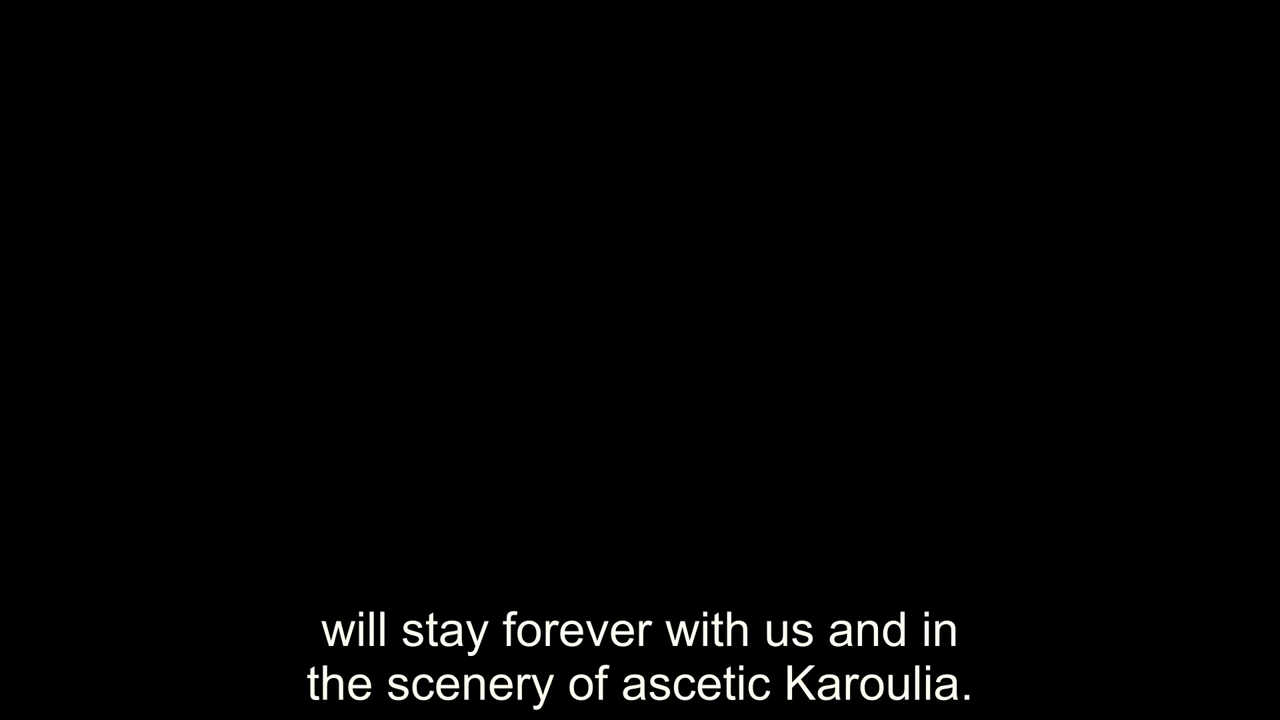 will stay forever with us and in
the scenery of ascetic Karoulia.